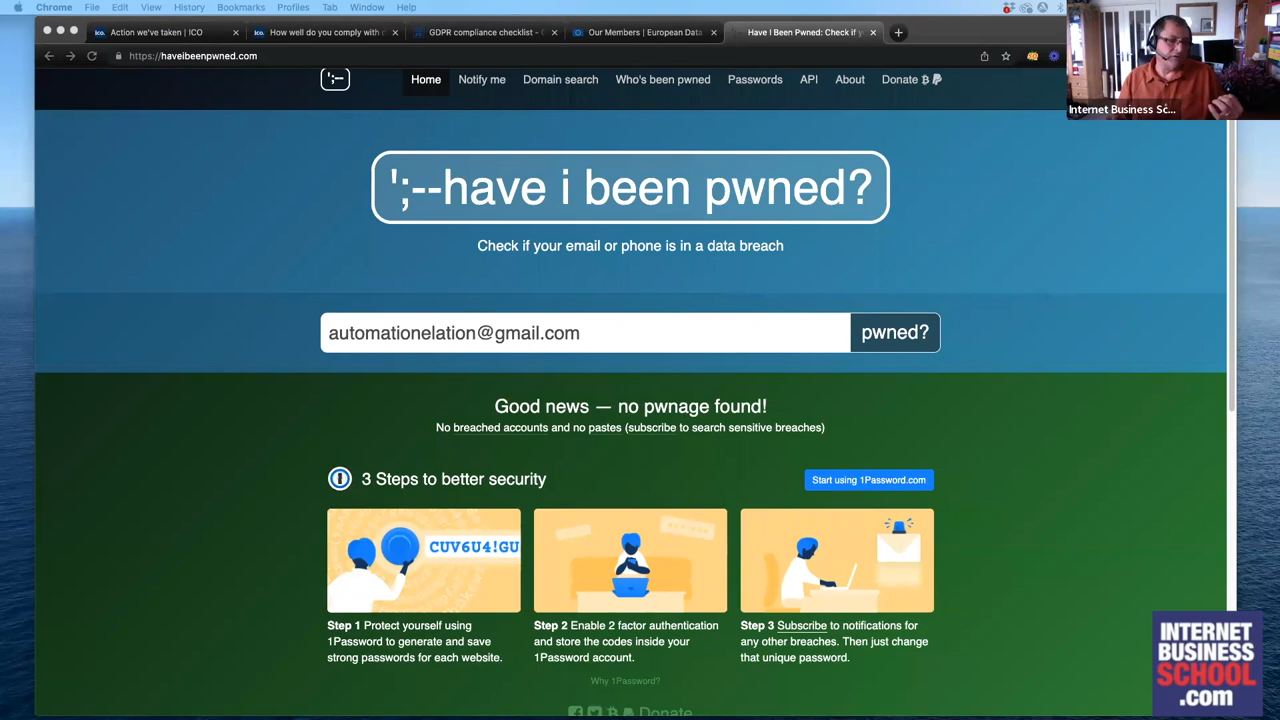 Chrome File Edit View History Bookmarks Profiles Tab Window Help
Action we've taken | ICO
How well do you comply with c
GDPR compliance checklist - G
Our Members | European Data
Have I Been Pwned: Check if y
https://haveibeenpwned.com
';--
Home Notify me Domain search Who's been pwned Passwords API About Donate
Internet Business Sc...
';--have i been pwned?
Check if your email or phone is in a data breach
automationelation@gmail.com
pwned?
Good news — no pwnage found!
No breached accounts and no pastes (subscribe to search sensitive breaches)
3 Steps to better security
Start using 1Password.com
CUV6U4!GU
Step 1 Protect yourself using
1Password to generate and save
strong passwords for each website.
Step 2 Enable 2 factor authentication
and store the codes inside your
1Password account.
Step 3 Subscribe to notifications for
any other breaches. Then just change
that unique password.
Why 1Password?
Donate
INTERNET
BUSINESS
SCHOOL
.com